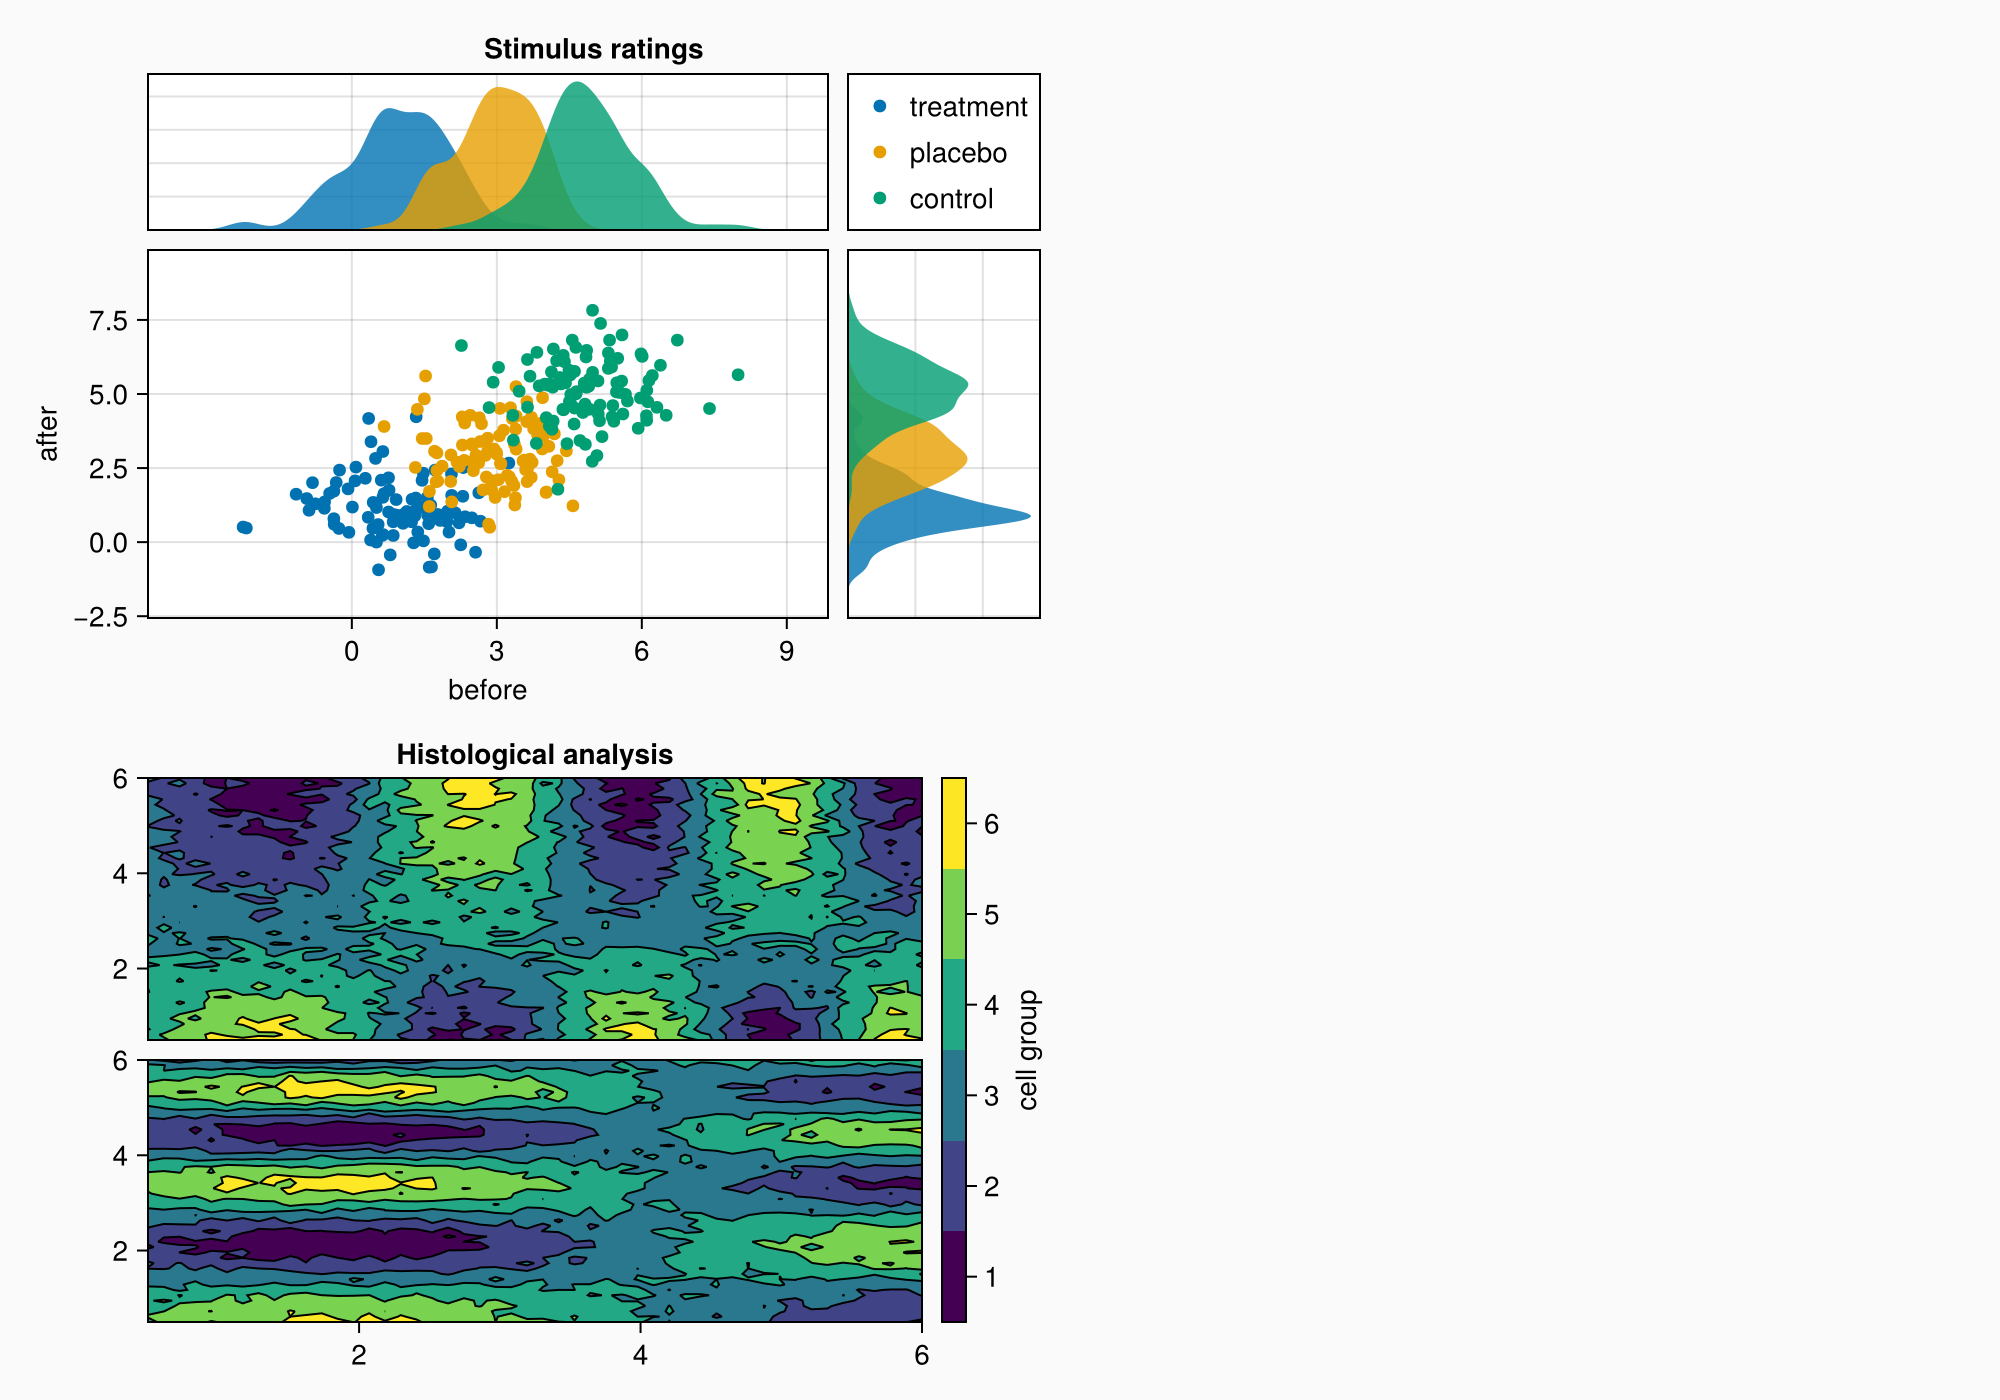 Stimulus ratings
treatment
placebo
control
after
7.5
5.0
2.5
0.0
−2.5
0 3 6 9
before
Histological analysis
6
4
2
6
4
2
2 4 6
6
5
4
3
2
1
cell group